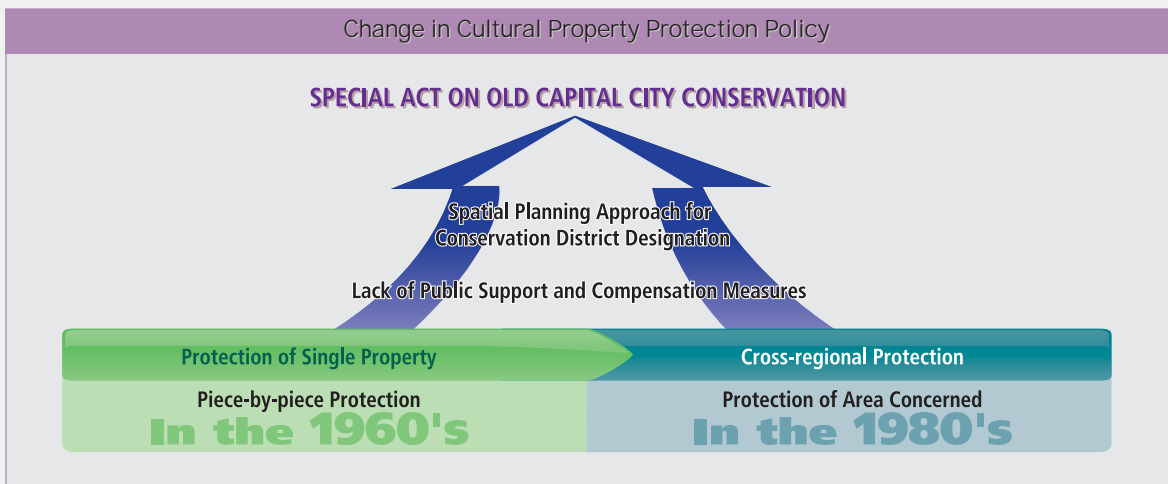 Change in Cultural Property Protection Policy
SPECIAL ACT ON OLD CAPITAL CITY CONSERVATION
Spatial Planning Approach for
Conservation District Designation
Lack of Public Support and Compensation Measures
Protection of Single Property
Cross-regional Protection
Piece-by-piece Protection
Protection of Area Concerned
In the 1960's
In the 1980's